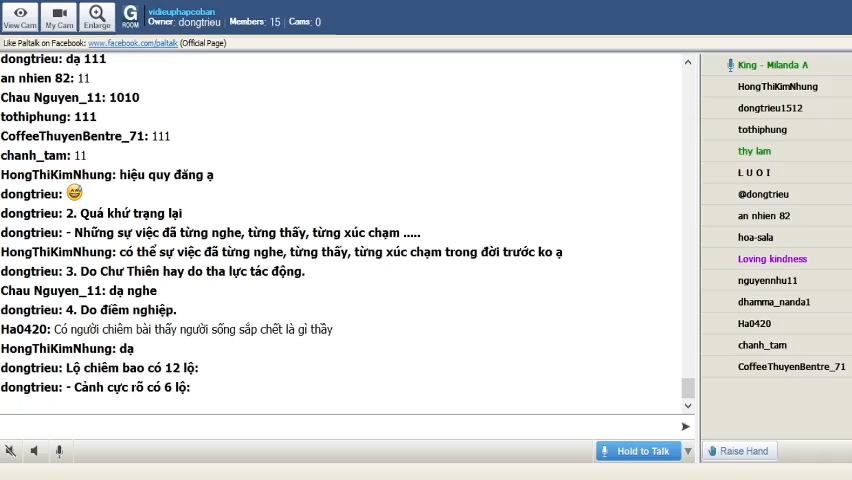 View Cam
My Cam
Enlarge
G
ROOM
vidieuphapcoban
Owner: dongtrieu Members: 15 Cams: 0
Like Paltalk on Facebook: www.facebook.com/paltalk (Official Page)
dongtrieu: dạ 111
an nhien 82: 11
Chau Nguyen_11: 1010
tothiphung: 111
CoffeeThuyenBentre_71: 111
chanh_tam: 11
HongThiKimNhung: hiệu quy đăng ạ
dongtrieu:
dongtrieu: 2. Quá khứ trạng lại
dongtrieu: - Những sự việc đã từng nghe, từng thấy, từng xúc chạm .....
HongThiKimNhung: có thể sự việc đã từng nghe, từng thấy, từng xúc chạm trong đời trước ko ạ
dongtrieu: 3. Do Chư Thiên hay do tha lực tác động.
Chau Nguyen_11: dạ nghe
dongtrieu: 4. Do điềm nghiệp.
Ha0420: Có người chiêm bài thấy người sống sắp chết là gì thầy
HongThiKimNhung: dạ
dongtrieu: Lộ chiêm bao có 12 lộ:
dongtrieu: - Cảnh cực rõ có 6 lộ:
Hold to Talk
King - Milanda A
HongThiKimNhung
dongtrieu1512
tothiphung
thy lam
L U O I
@dongtrieu
an nhien 82
hoa-sala
Loving kindness
nguyennhu11
dhamma_nanda1
Ha0420
chanh_tam
CoffeeThuyenBentre_71
Raise Hand